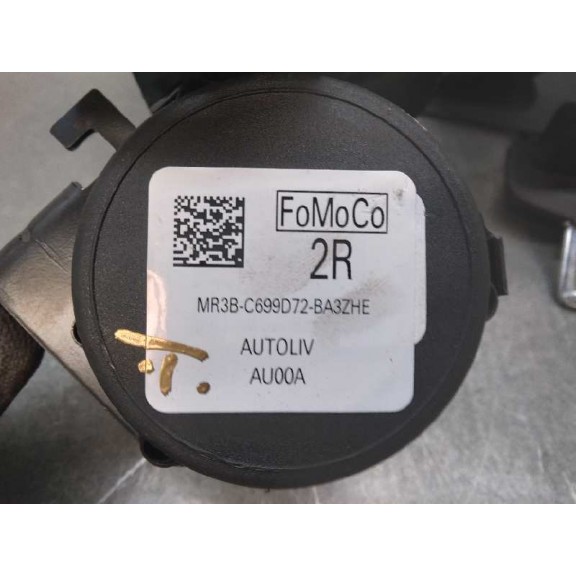 FoMoCo
2R
MR3B-C699D72-BA3ZHE
AUTOLIV
AU00A